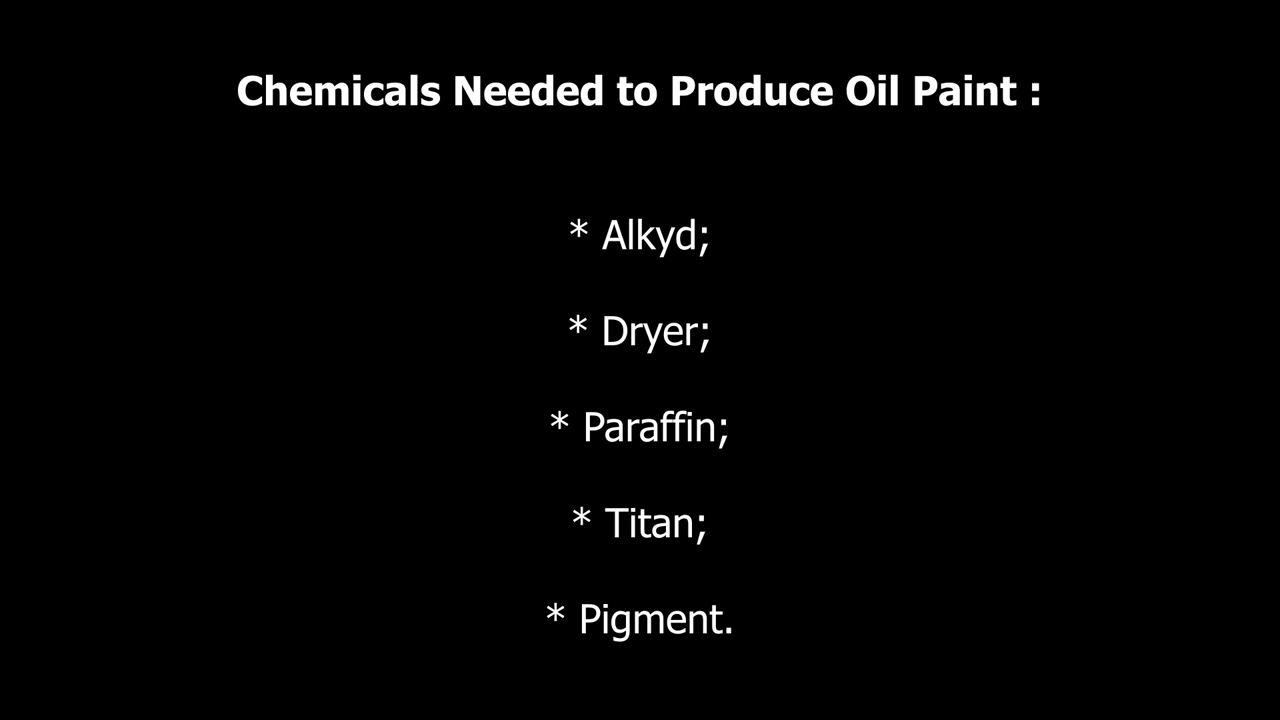 Chemicals Needed to Produce Oil Paint :
* Alkyd;
* Dryer;
* Paraffin;
* Titan;
* Pigment.